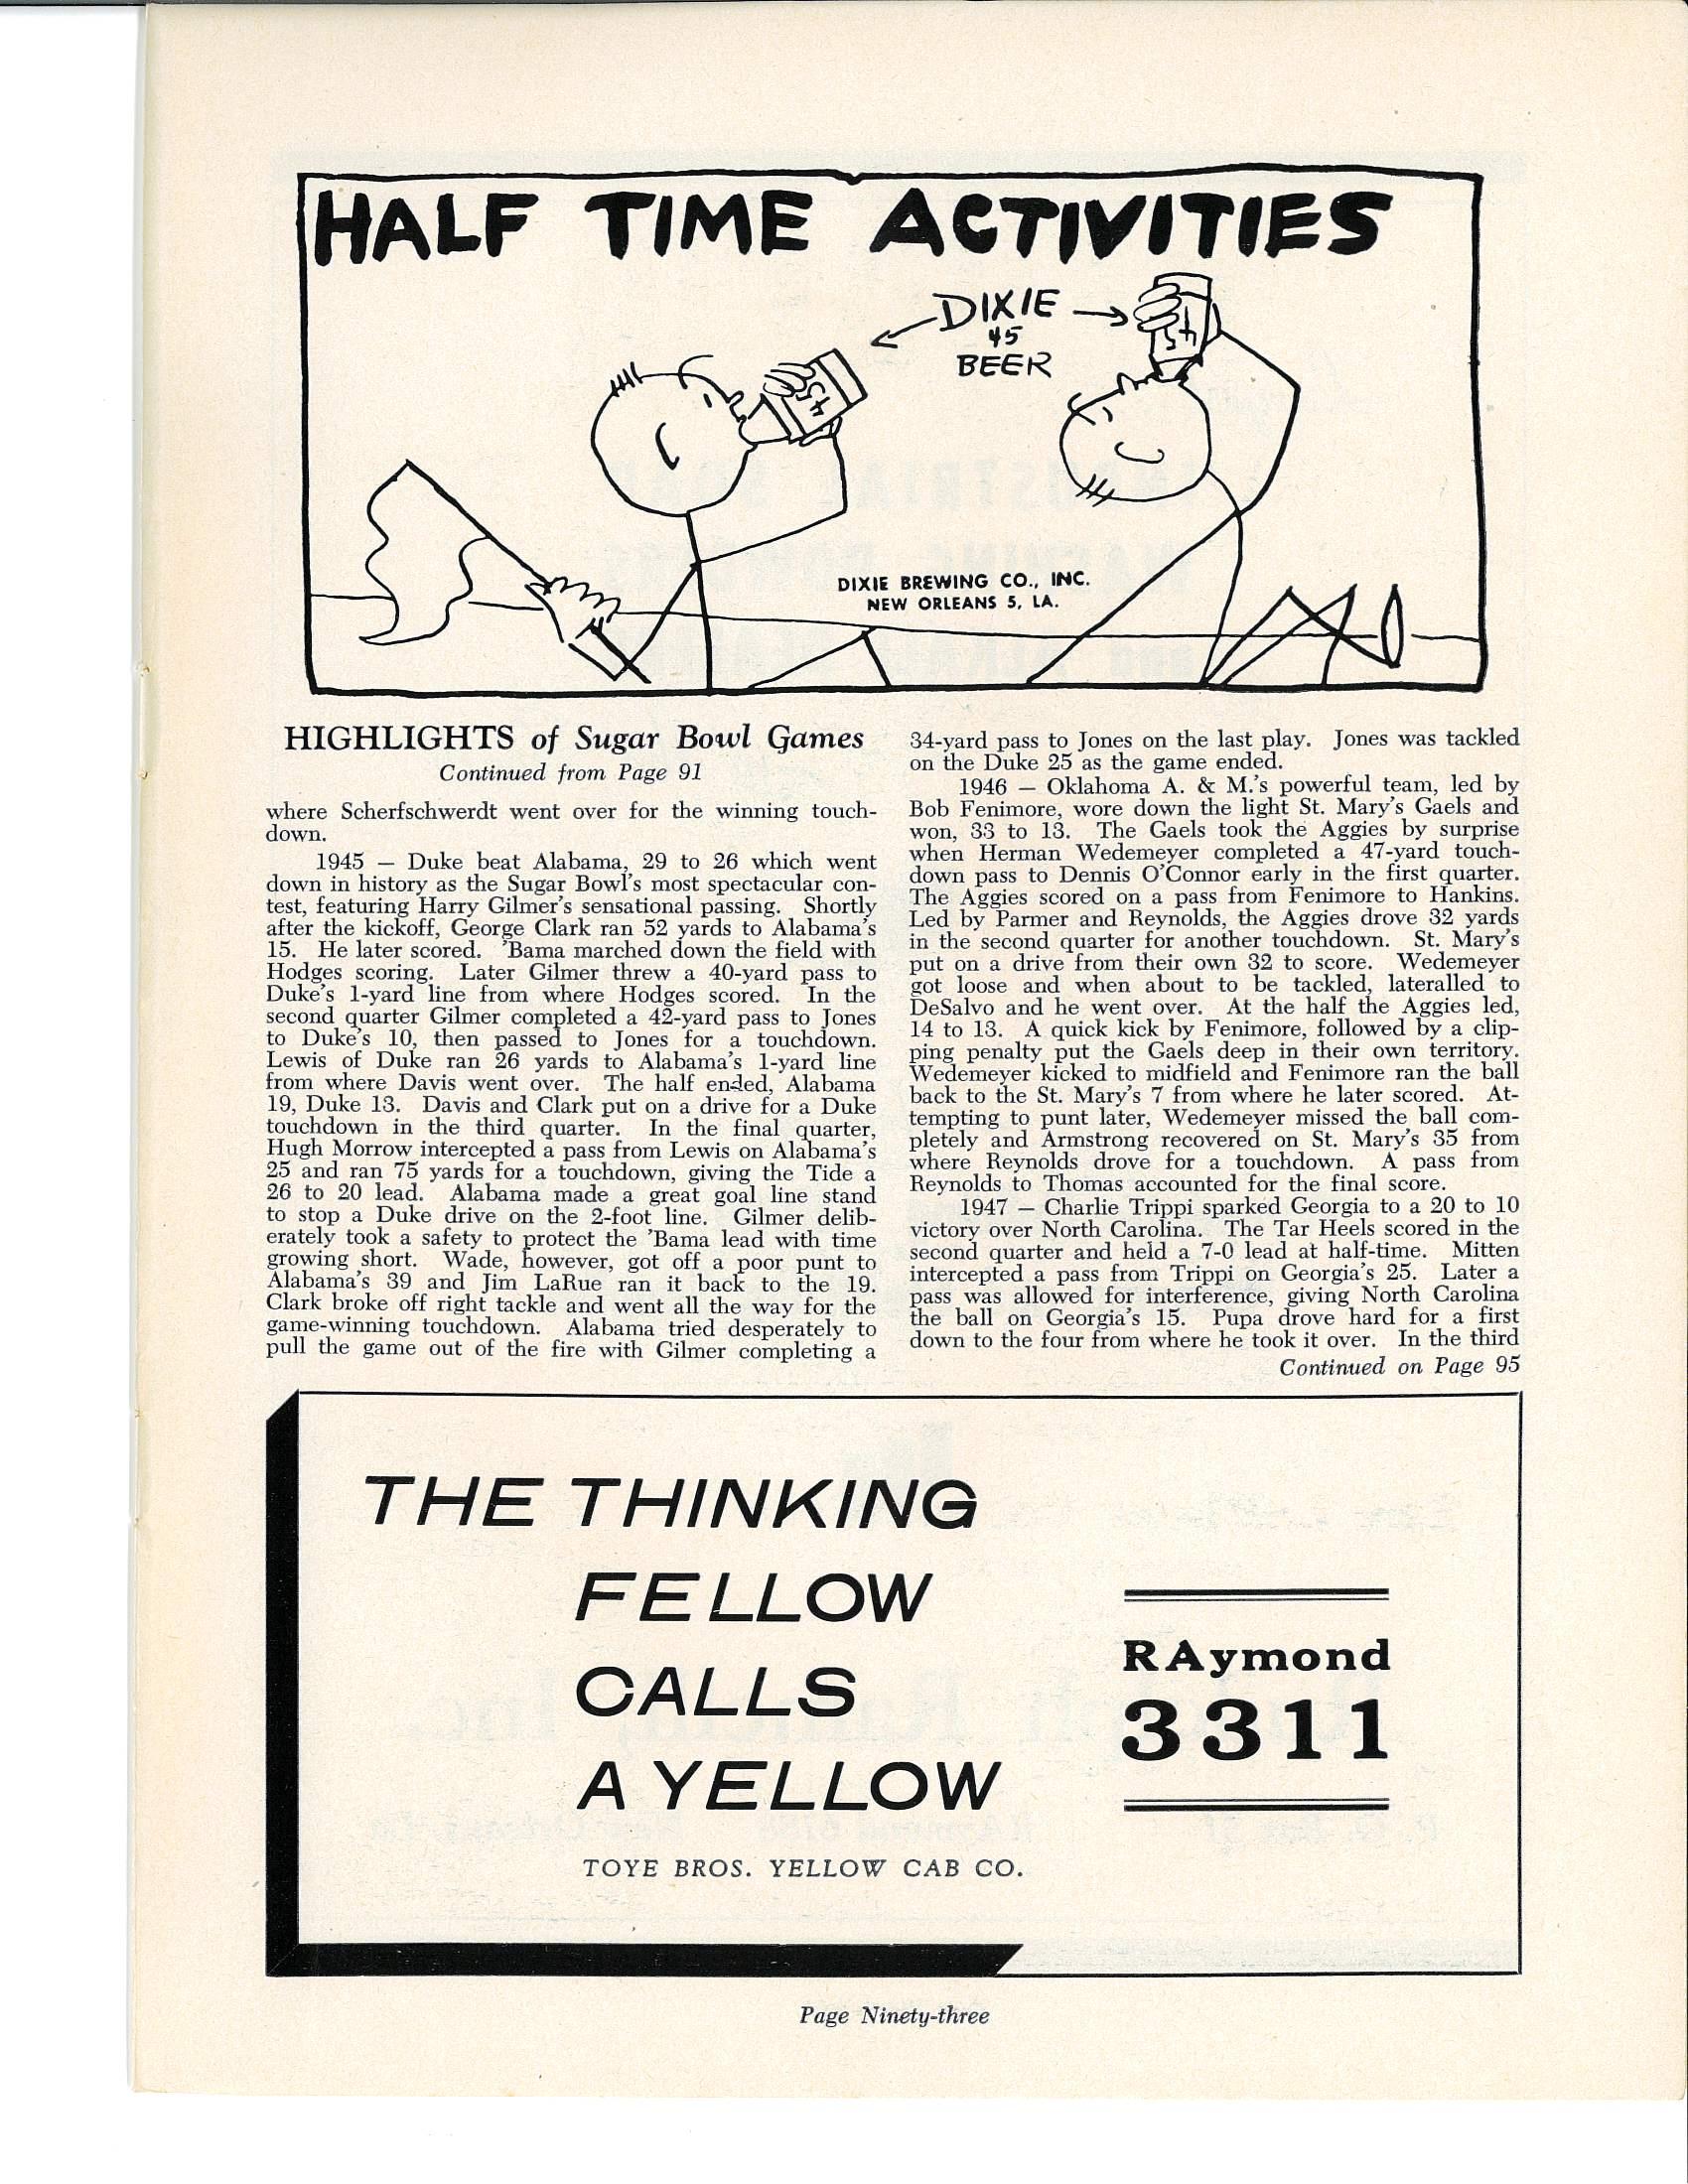 HALF TIME ACTIVITIES
DIXIE
45
BEER
45
45
DIXIE BREWING CO., INC.
NEW ORLEANS 5, LA.
HIGHLIGHTS of Sugar Bowl Games
Continued from Page 91
where Scherfschwerdt went over for the winning touch-
down.
1945 — Duke beat Alabama, 29 to 26 which went
down in history as the Sugar Bowl's most spectacular con-
test, featuring Harry Gilmer's sensational passing. Shortly
after the kickoff, George Clark ran 52 yards to Alabama's
15. He later scored. 'Bama marched down the field with
Hodges scoring. Later Gilmer threw a 40-yard pass to
Duke's 1-yard line from where Hodges scored. In the
second quarter Gilmer completed a 42-yard pass to Jones
to Duke's 10, then passed to Jones for a touchdown.
Lewis of Duke ran 26 yards to Alabama's 1-yard line
from where Davis went over. The half ended, Alabama
19, Duke 13. Davis and Clark put on a drive for a Duke
touchdown in the third quarter. In the final quarter,
Hugh Morrow intercepted a pass from Lewis on Alabama's
25 and ran 75 yards for a touchdown, giving the Tide a
26 to 20 lead. Alabama made a great goal line stand
to stop a Duke drive on the 2-foot line. Gilmer delib-
erately took a safety to protect the 'Bama lead with time
growing short. Wade, however, got off a poor punt to
Alabama's 39 and Jim LaRue ran it back to the 19.
Clark broke off right tackle and went all the way for the
game-winning touchdown. Alabama tried desperately to
pull the game out of the fire with Gilmer completing a
34-yard pass to Jones on the last play. Jones was tackled
on the Duke 25 as the game ended.
1946 — Oklahoma A. & M.'s powerful team, led by
Bob Fenimore, wore down the light St. Mary's Gaels and
won, 33 to 13. The Gaels took the Aggies by surprise
when Herman Wedemeyer completed a 47-yard touch-
down pass to Dennis O'Connor early in the first quarter.
The Aggies scored on a pass from Fenimore to Hankins.
Led by Parmer and Reynolds, the Aggies drove 32 yards
in the second quarter for another touchdown. St. Mary's
put on a drive from their own 32 to score. Wedemeyer
got loose and when about to be tackled, lateralled to
DeSalvo and he went over. At the half the Aggies led,
14 to 13. A quick kick by Fenimore, followed by a clip-
ping penalty put the Gaels deep in their own territory.
Wedemeyer kicked to midfield and Fenimore ran the ball
back to the St. Mary's 7 from where he later scored. At-
tempting to punt later, Wedemeyer missed the ball com-
pletely and Armstrong recovered on St. Mary's 35 from
where Reynolds drove for a touchdown. A pass from
Reynolds to Thomas accounted for the final score.
1947 — Charlie Trippi sparked Georgia to a 20 to 10
victory over North Carolina. The Tar Heels scored in the
second quarter and held a 7-0 lead at half-time. Mitten
intercepted a pass from Trippi on Georgia's 25. Later a
pass was allowed for interference, giving North Carolina
the ball on Georgia's 15. Pupa drove hard for a first
down to the four from where he took it over. In the third
Continued on Page 95
THE THINKING
FELLOW
CALLS
A YELLOW
TOYE BROS. YELLOW CAB CO.
RAymond
3311
Page Ninety-three